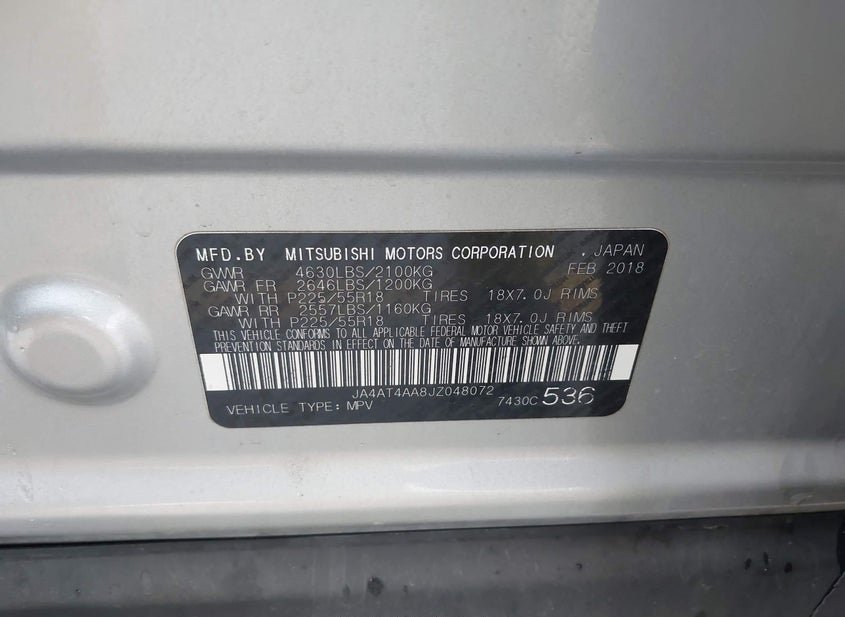 MFD.BY MITSUBISHI MOTORS CORPORATION . JAPAN
GVWR 4630LBS/2100KG FEB 2018
GAWR FR 2646LBS/1200KG
WITH P225/55R18 TIRES 18X7.0J RIMS
GAWR RR 2557LBS/1160KG
WITH P225/55R18 TIRES 18X7.0J RIMS
THIS VEHICLE CONFORMS TO ALL APPLICABLE FEDERAL MOTOR VEHICLE SAFETY AND THEFT
PREVENTION STANDARDS IN EFFECT ON THE DATE OF MANUFACTURE SHOWN ABOVE.
JA4AT4AA8JZ048072
VEHICLE TYPE: MPV 7430C 536